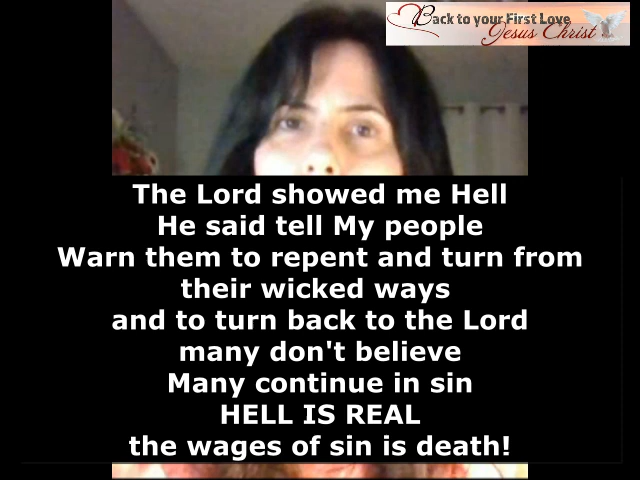 Back to your First Love
Jesus Christ
The Lord showed me Hell
He said tell My people
Warn them to repent and turn from
their wicked ways
and to turn back to the Lord
many don't believe
Many continue in sin
HELL IS REAL
the wages of sin is death!